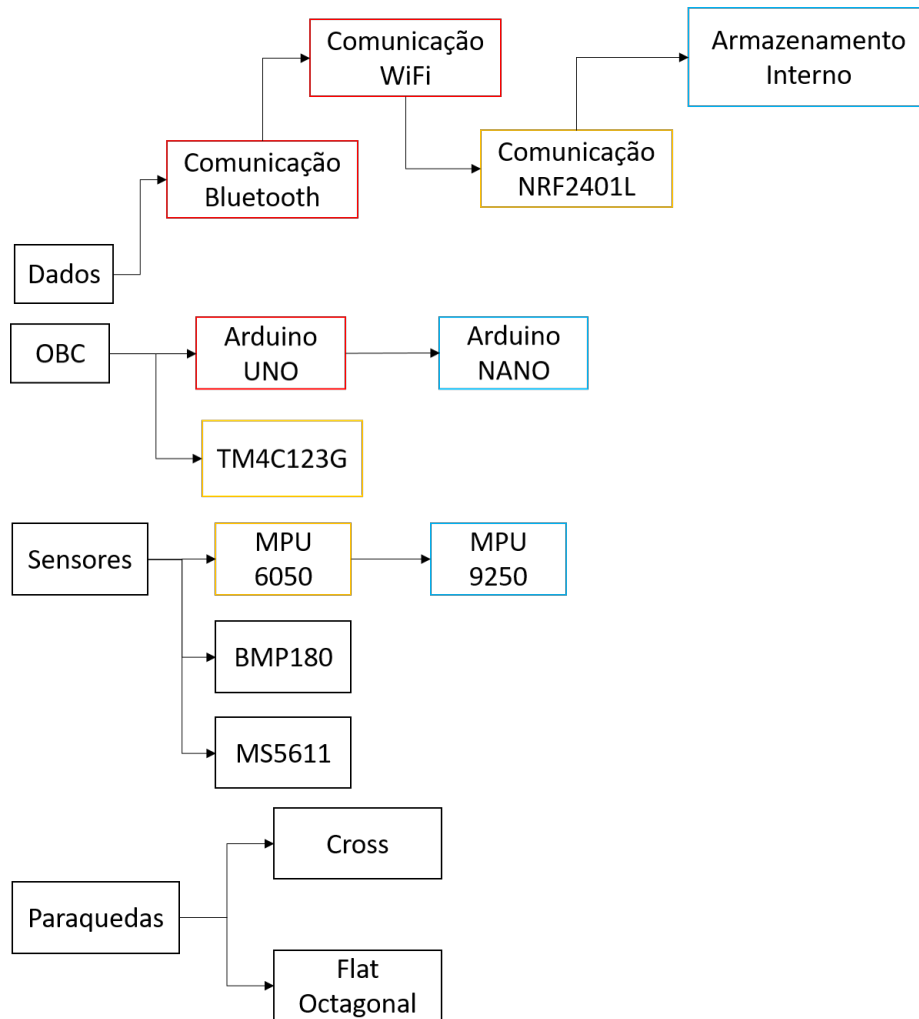 Comunicação
WiFi
Armazenamento
Interno
Comunicação
Bluetooth
Comunicação
NRF2401L
Dados
OBC
Arduino
UNO
Arduino
NANO
TM4C123G
Sensores
MPU
6050
MPU
9250
BMP180
MS5611
Cross
Paraquedas
Flat
Octagonal